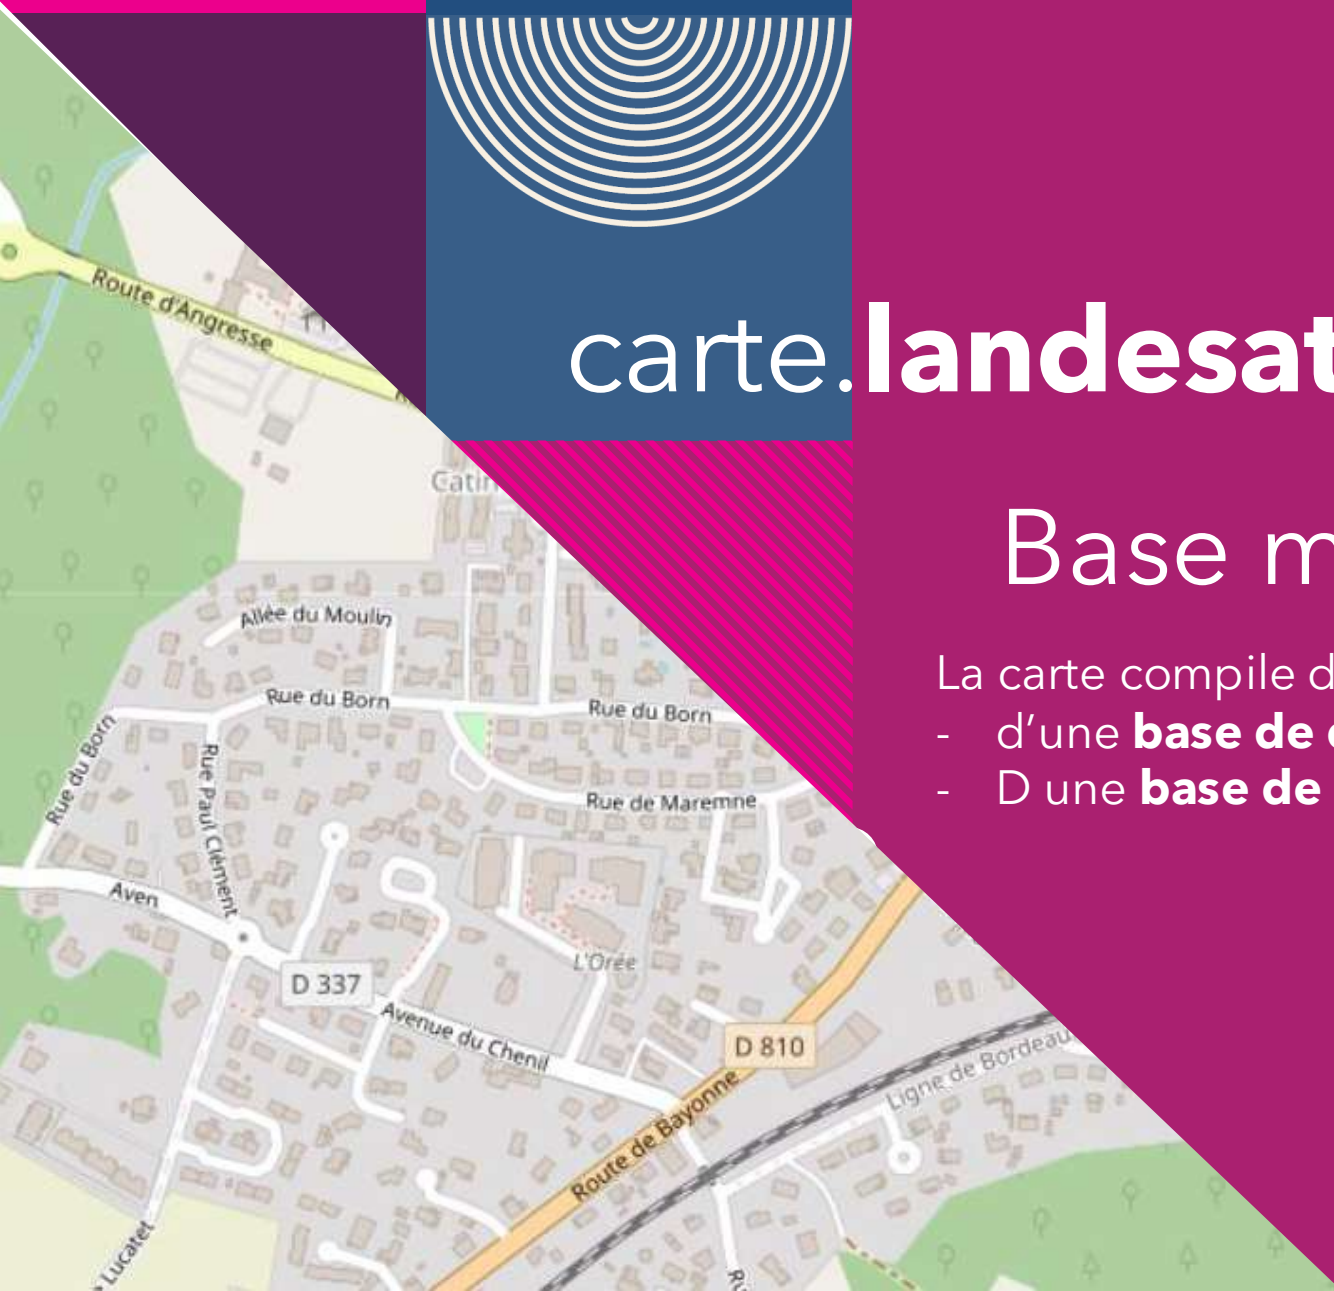 carte.landesat
Base m
La carte compile d
- d’une base de
- D une base de
Route d'Angresse
Catin
Allée du Moulin
Rue du Born
Rue du Born
Rue du Born
Rue Paul Clément
Rue de Maremne
Aven
L'Orée
D 337
Avenue du Chenil
D 810
Ligne de Bordeau
Route de Bayonne
Lucatet